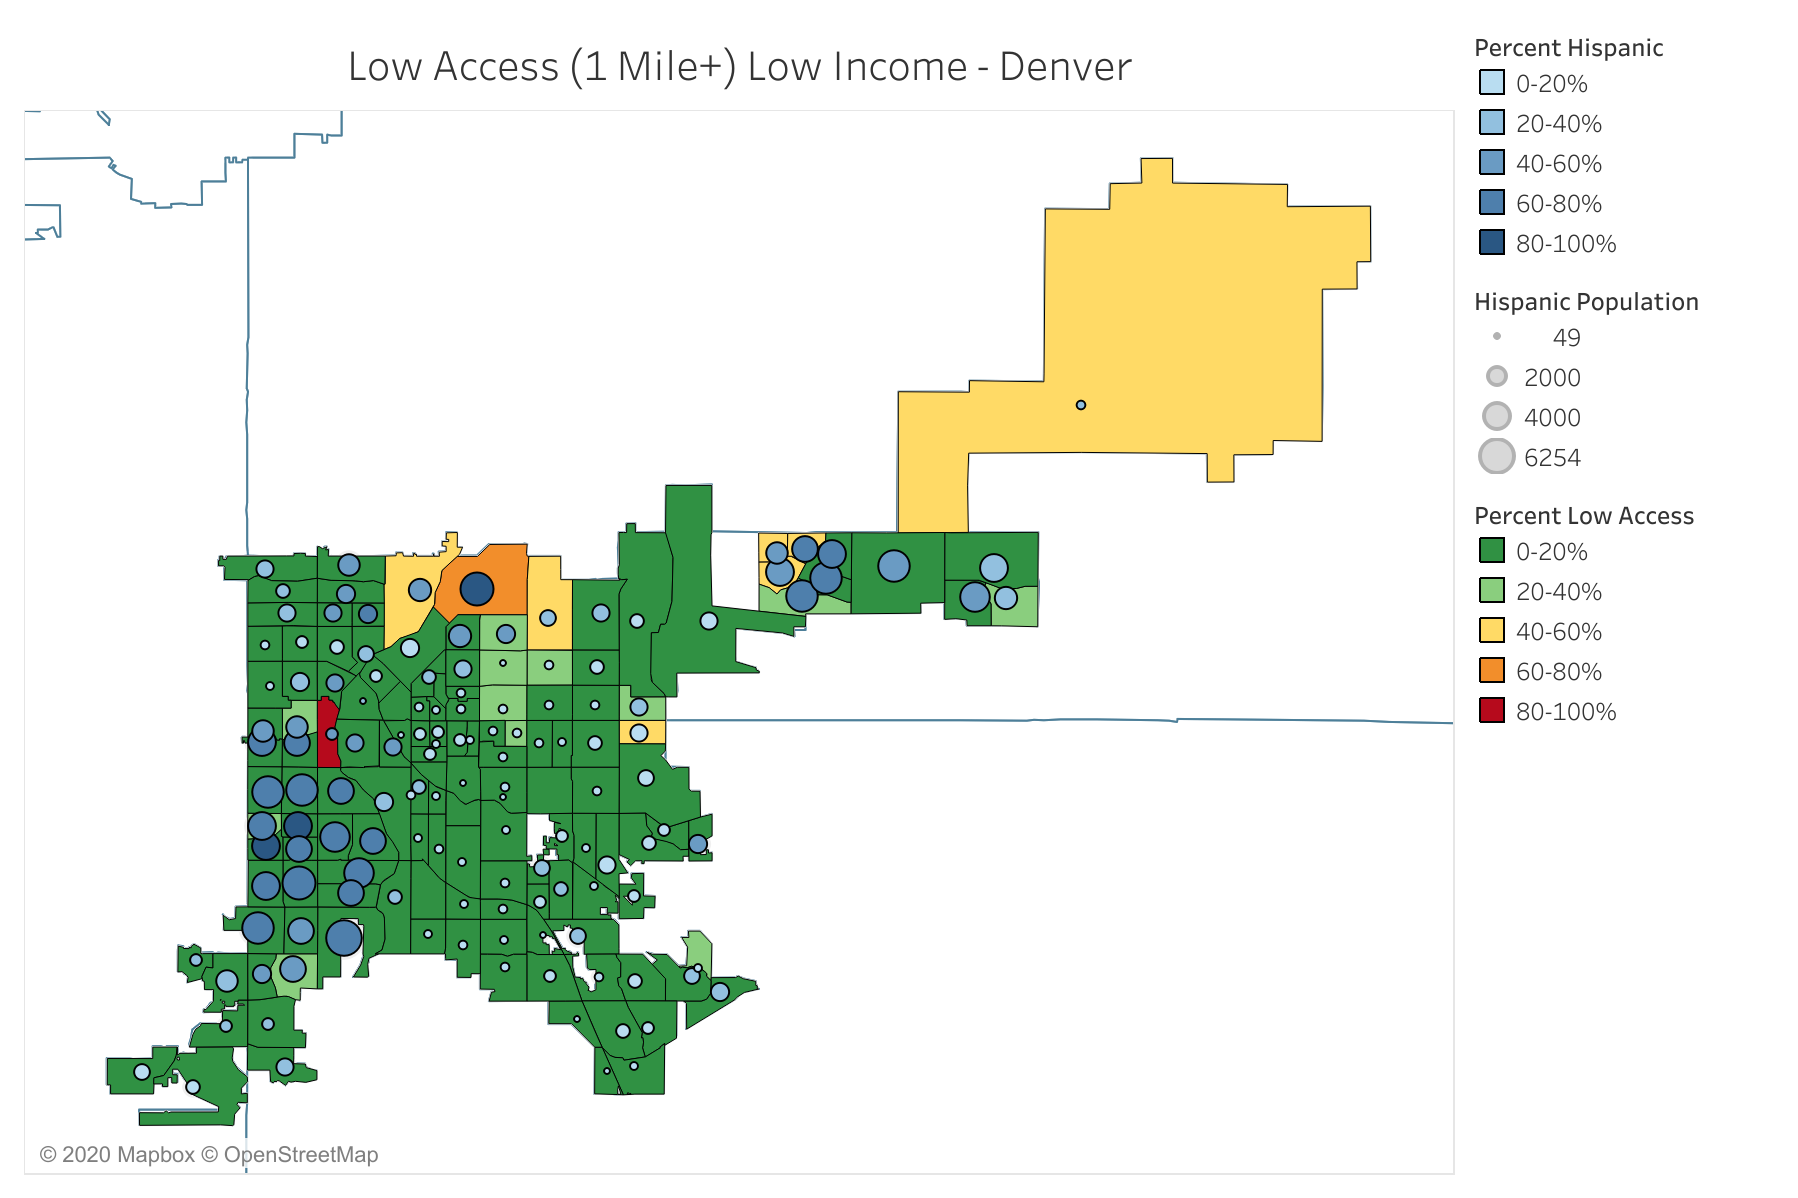 Low Access (1 Mile+) Low Income - Denver
Percent Hispanic
0-20%
20-40%
40-60%
60-80%
80-100%
Hispanic Population
49
2000
4000
6254
Percent Low Access
0-20%
20-40%
40-60%
60-80%
80-100%
© 2020 Mapbox © OpenStreetMap